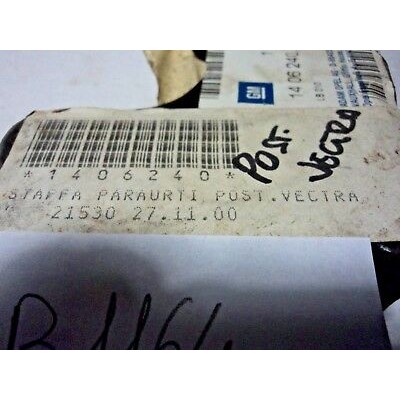 GM
14 06 240
*1406240*
STAFFA PARAURTI POST.VECTRA
21530 27.11.00
POST.
VECTRA
B1164